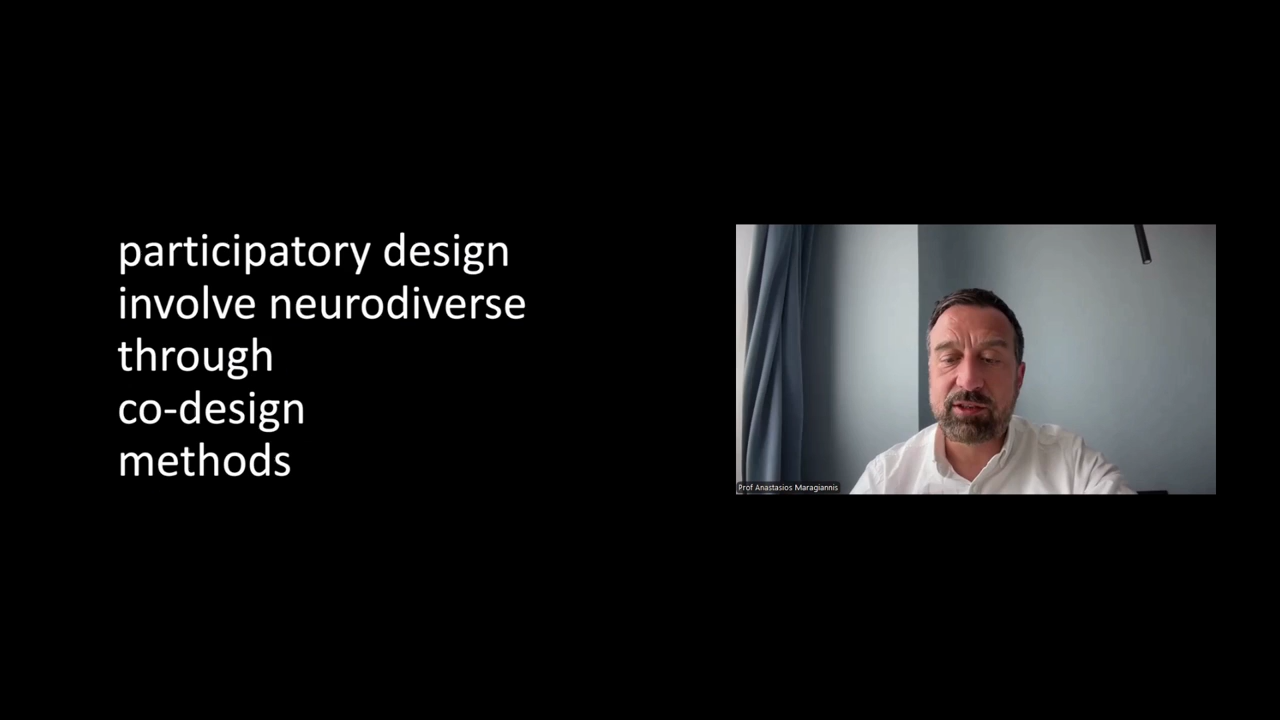 participatory design
involve neurodiverse
through
co-design
methods
Prof Anastasios Maragiannis